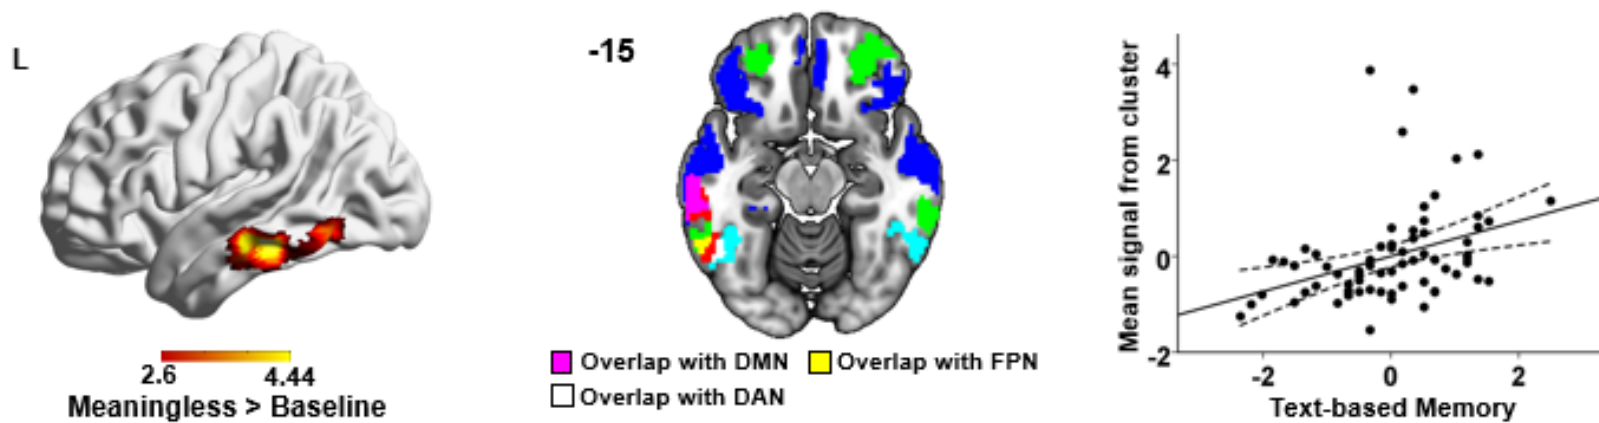 L
2.6 4.44
Meaningless > Baseline
-15
Overlap with DMN Overlap with FPN
Overlap with DAN
Mean signal from cluster
4
2
0
-2
-2 0 2
Text-based Memory